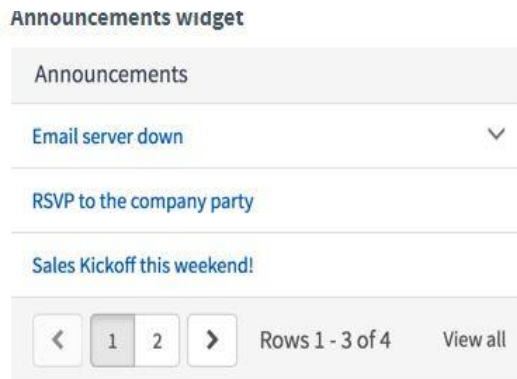 Announcements widget
Announcements
Email server down
RSVP to the company party
Sales Kickoff this weekend!
1 2 Rows 1 - 3 of 4 View all